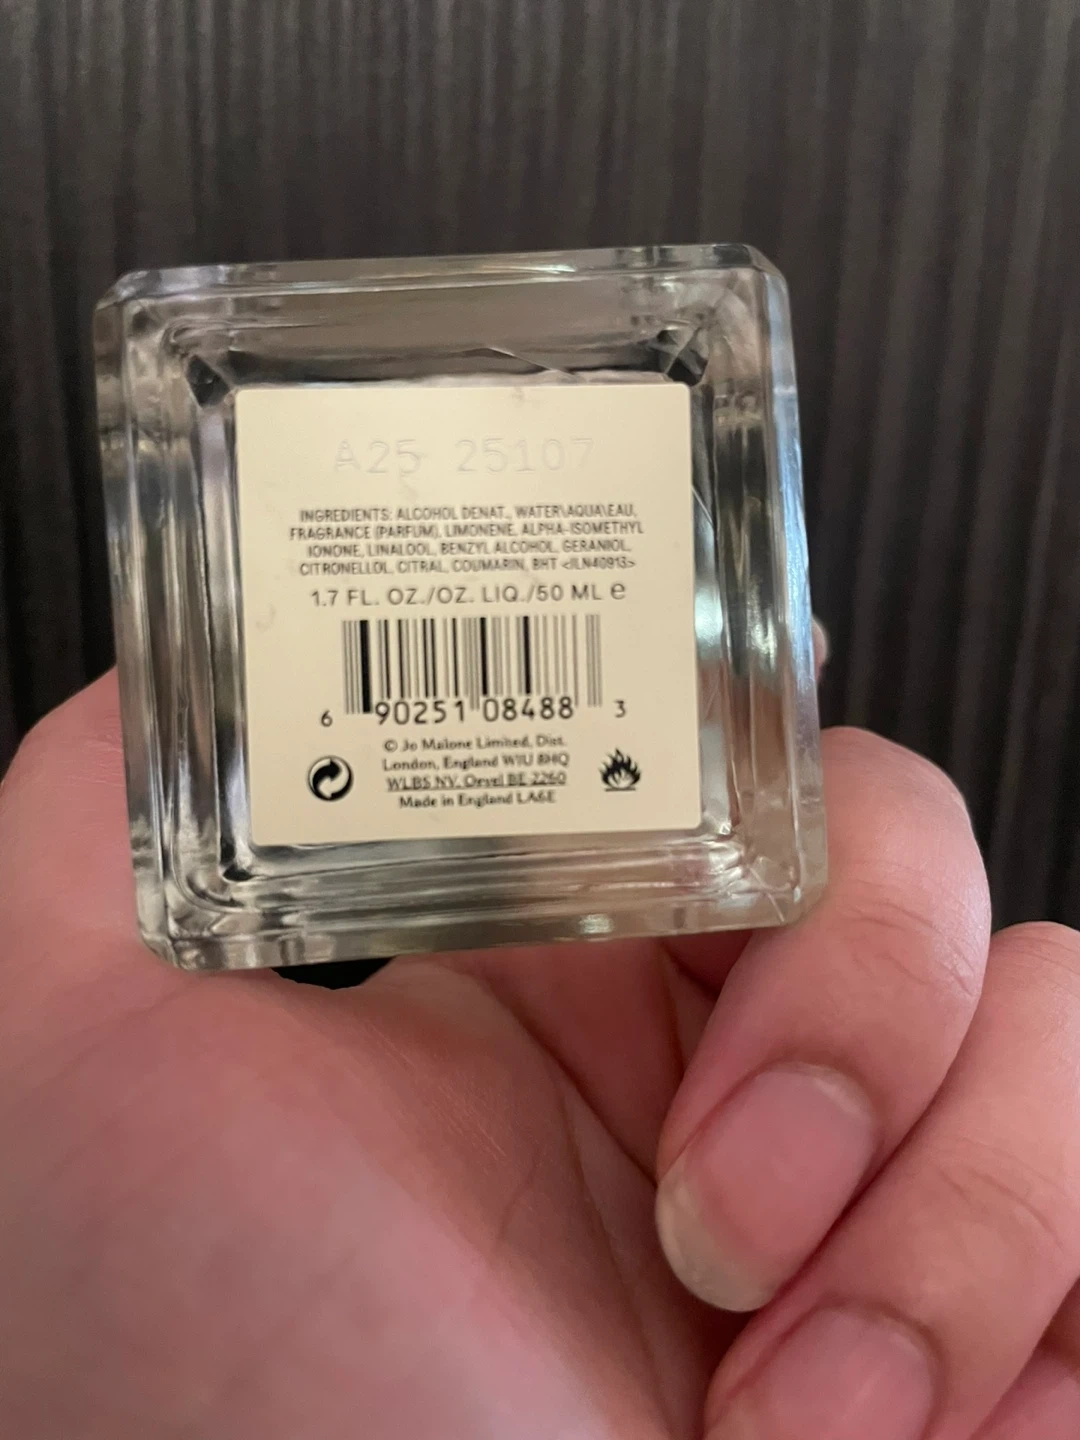 A25 25107
INGREDIENTS: ALCOHOL DENAT., WATER\AQUA\EAU,
FRAGRANCE (PARFUM), LIMONENE, ALPHA-ISOMETHYL
IONONE, LINALOOL, BENZYL ALCOHOL, GERANIOL,
CITRONELLOL, CITRAL, COUMARIN, BHT <ILN40913>
1.7 FL. OZ./OZ. LIQ./50 ML e
6 90251 08488 3
© Jo Malone Limited, Dist.
London, England W1U 8HQ
WLBS NV, Oevel BE-2260
Made in England LA6E